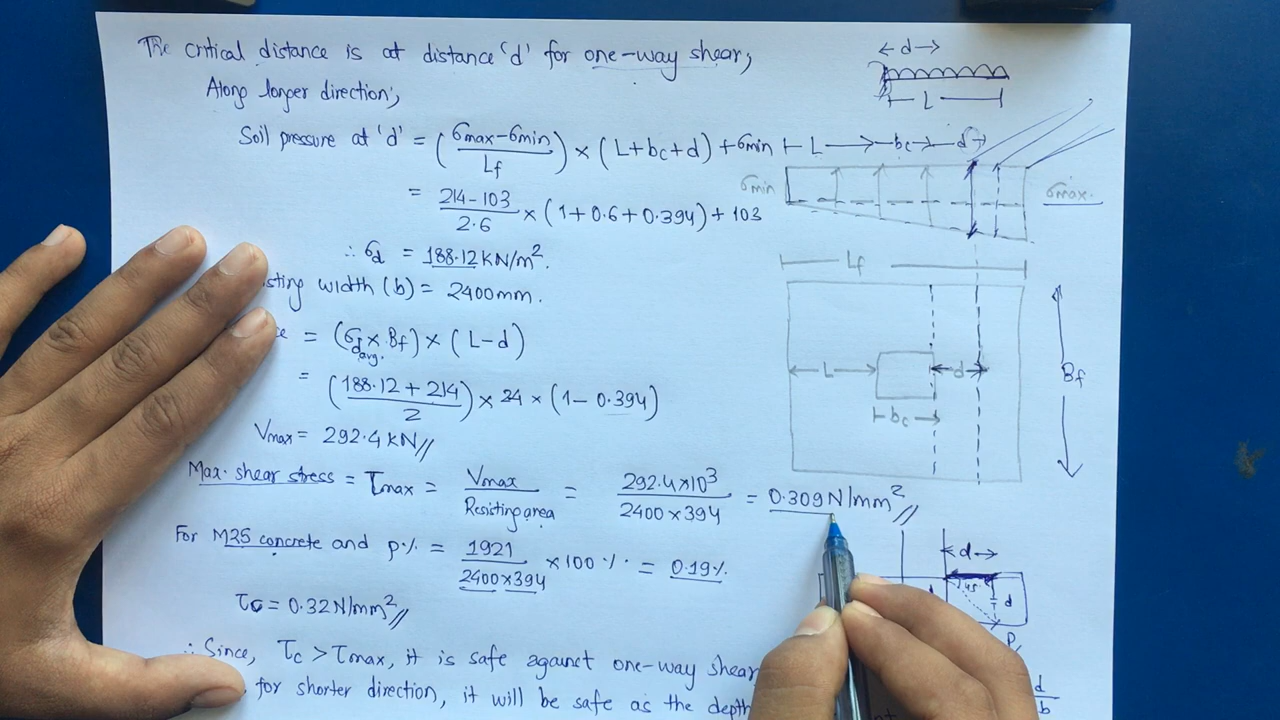 The critical distance is at distance 'd' for one-way shear,
Along longer direction,
Soil pressure at 'd' = (σmax-σmin / Lf) × (L+bc+d) + σmin
= 214-103 / 2.6 × (1+0.6+0.394) + 103
∴ σd = 188.12 KN/m².
sting width (b) = 2400mm.
ce = (σd avg. × Bf) × (L-d)
= (188.12 + 214 / 2) × 24 × (1-0.394)
Vmax = 292.4 KN//
Max. shear stress = τmax = Vmax / Resisting area = 292.4×10³ / 2400×394 = 0.309 N/mm²//
For M25 concrete and p% = 1921 / 2400×394 ×100% = 0.19%
τc = 0.32 N/mm²//
∴ Since, τc > τmax, it is safe against one-way shear
for shorter direction, it will be safe as the depth
d
L
L bc d
σmin σmax.
Lf
L d Bf
bc
d
45 d
P
d / b